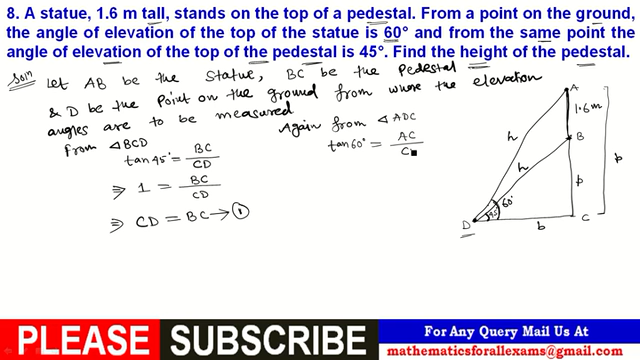 8. A statue, 1.6 m tall, stands on the top of a pedestal. From a point on the ground,
the angle of elevation of the top of the statue is 60° and from the same point the
angle of elevation of the top of the pedestal is 45°. Find the height of the pedestal.
Soln Let AB be the Statue, BC be the Pedestal
& D be the Point on the ground from where the elevation
angles are to be measured
From △BCD
tan45° = BC/CD
⇒ 1 = BC/CD
⇒ CD = BC → ①
Again from △ADC
tan60° = AC/C
A
1.6m
B
h
h
p
p
60°
45°
D
b
C
PLEASE SUBSCRIBE
For Any Query Mail Us At
mathematicsforallexams@gmail.com